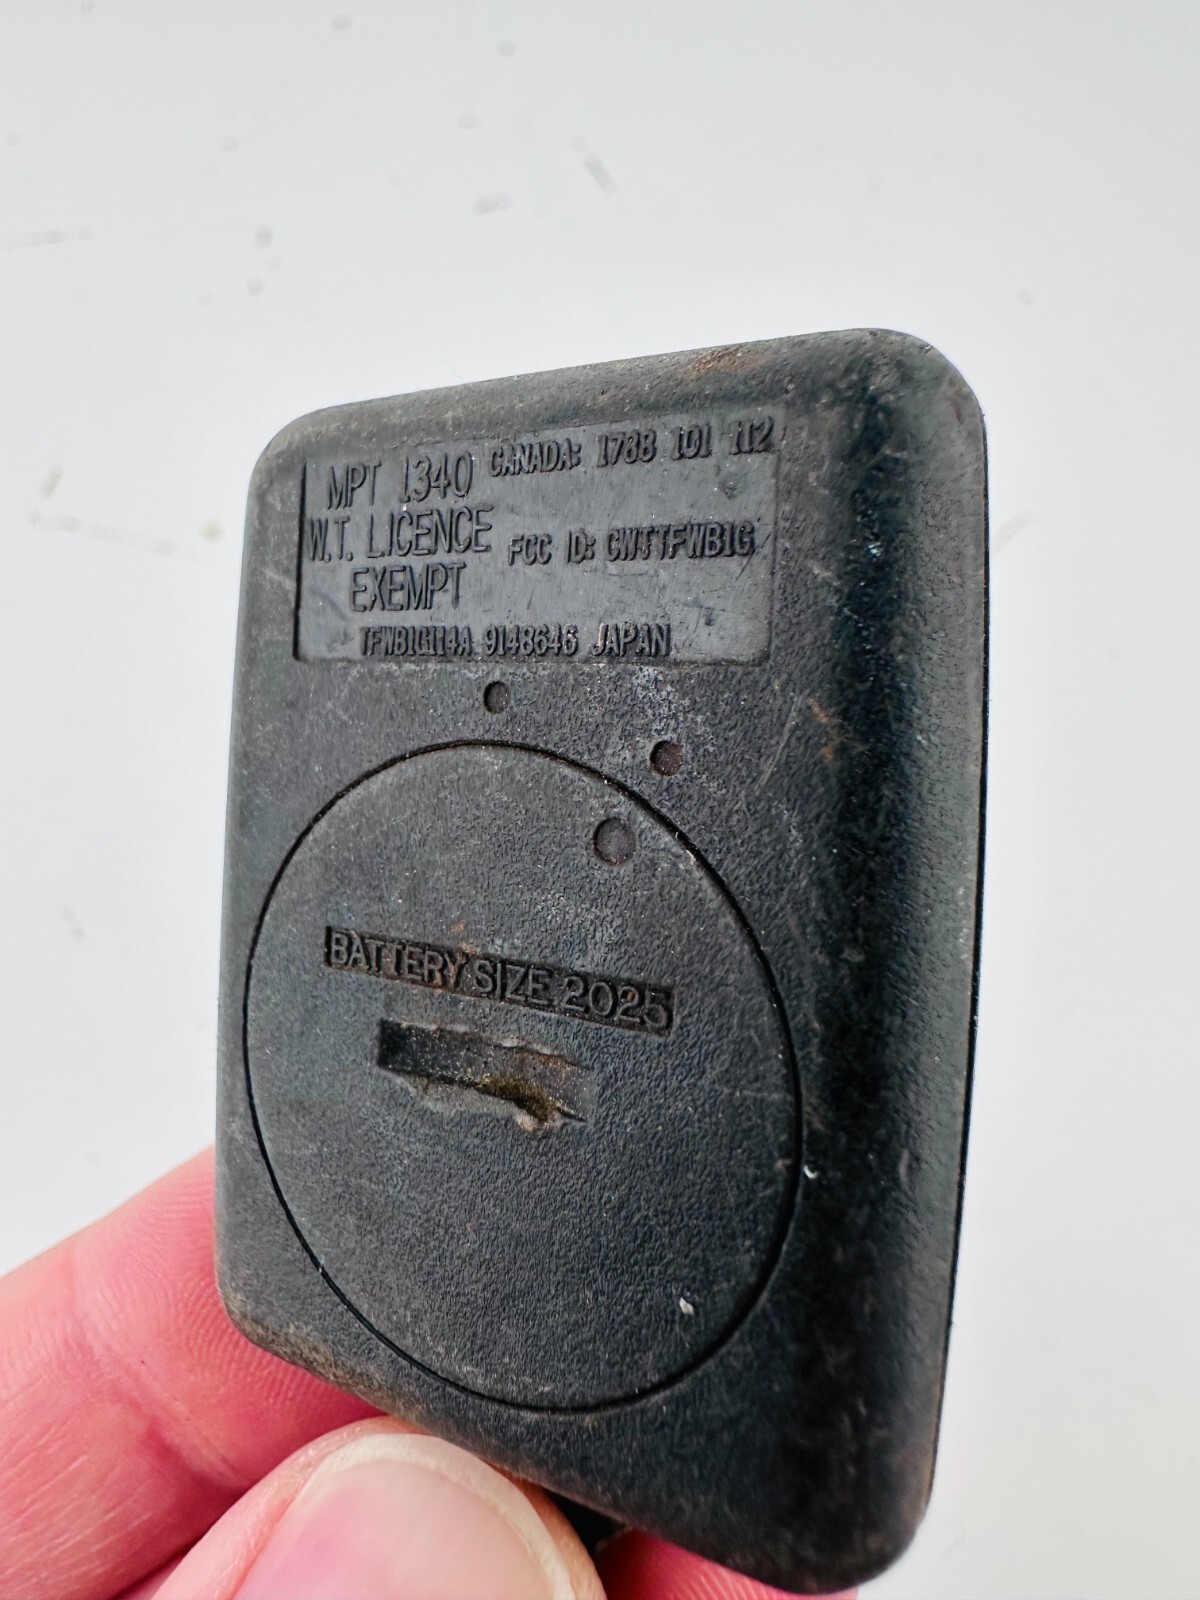 MPT 1340
W.T. LICENCE
EXEMPT
CANADA: 1788 101 112
FCC ID: CWTTFWB1G
TFWB1G114A 9148646 JAPAN
BATTERY SIZE 2025